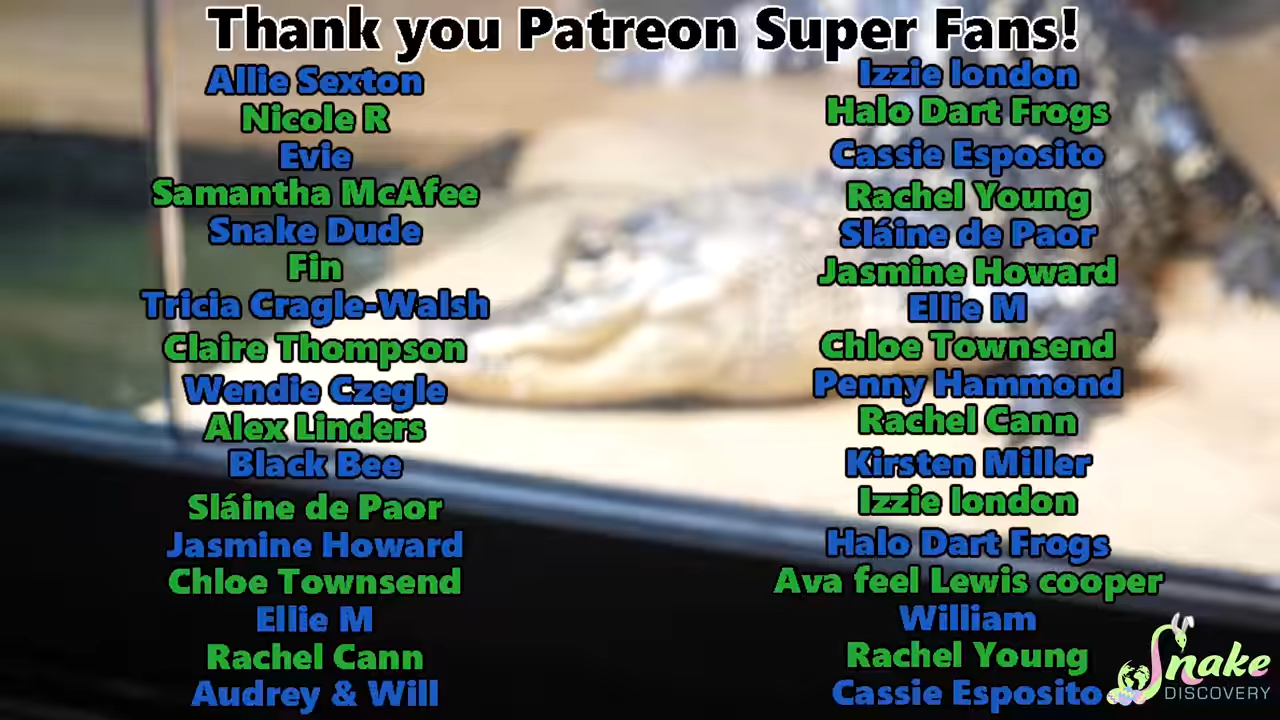 Thank you Patreon Super Fans!
Allie Sexton
Nicole R
Evie
Samantha McAfee
Snake Dude
Fin
Tricia Cragle-Walsh
Claire Thompson
Wendie Czegle
Alex Linders
Black Bee
Sláine de Paor
Jasmine Howard
Chloe Townsend
Ellie M
Rachel Cann
Audrey & Will
Izzie london
Halo Dart Frogs
Cassie Esposito
Rachel Young
Sláine de Paor
Jasmine Howard
Ellie M
Chloe Townsend
Penny Hammond
Rachel Cann
Kirsten Miller
Izzie london
Halo Dart Frogs
Ava feel Lewis cooper
William
Rachel Young
Cassie Esposito
Snake
DISCOVERY